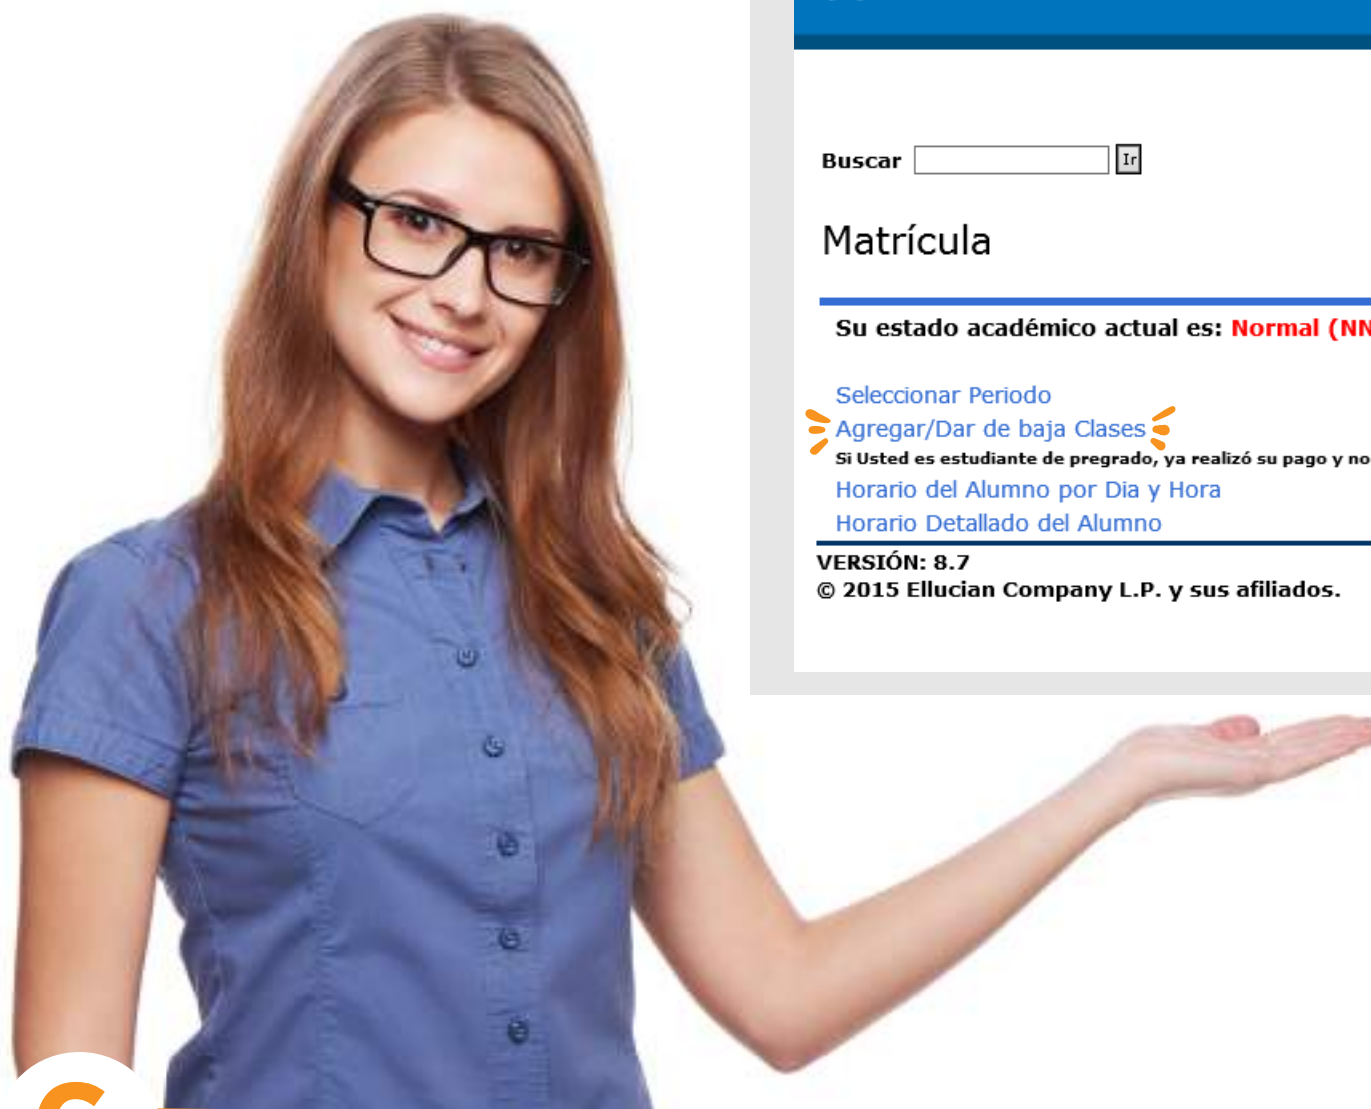 Buscar Ir
Matrícula
Su estado académico actual es: Normal (NN
Seleccionar Periodo
Agregar/Dar de baja Clases
Si Usted es estudiante de pregrado, ya realizó su pago y no
Horario del Alumno por Dia y Hora
Horario Detallado del Alumno
VERSIÓN: 8.7
© 2015 Ellucian Company L.P. y sus afiliados.